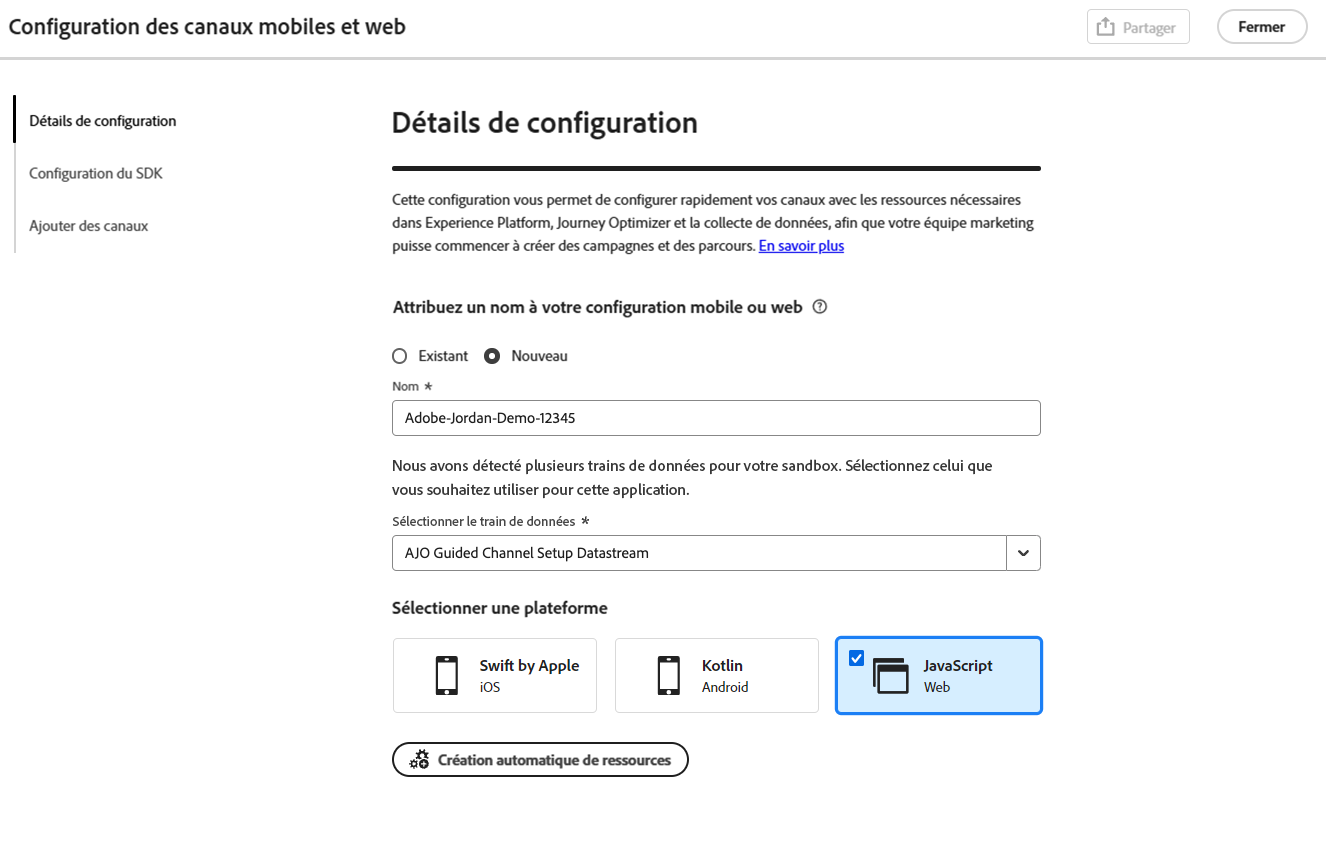 Configuration des canaux mobiles et web
Partager
Fermer
Détails de configuration
Configuration du SDK
Ajouter des canaux
Détails de configuration
Cette configuration vous permet de configurer rapidement vos canaux avec les ressources nécessaires
dans Experience Platform, Journey Optimizer et la collecte de données, afin que votre équipe marketing
puisse commencer à créer des campagnes et des parcours. En savoir plus
Attribuez un nom à votre configuration mobile ou web
Existant
Nouveau
Nom *
Adobe-Jordan-Demo-12345
Nous avons détecté plusieurs trains de données pour votre sandbox. Sélectionnez celui que
vous souhaitez utiliser pour cette application.
Sélectionner le train de données *
AJO Guided Channel Setup Datastream
Sélectionner une plateforme
Swift by Apple
iOS
Kotlin
Android
JavaScript
Web
Création automatique de ressources